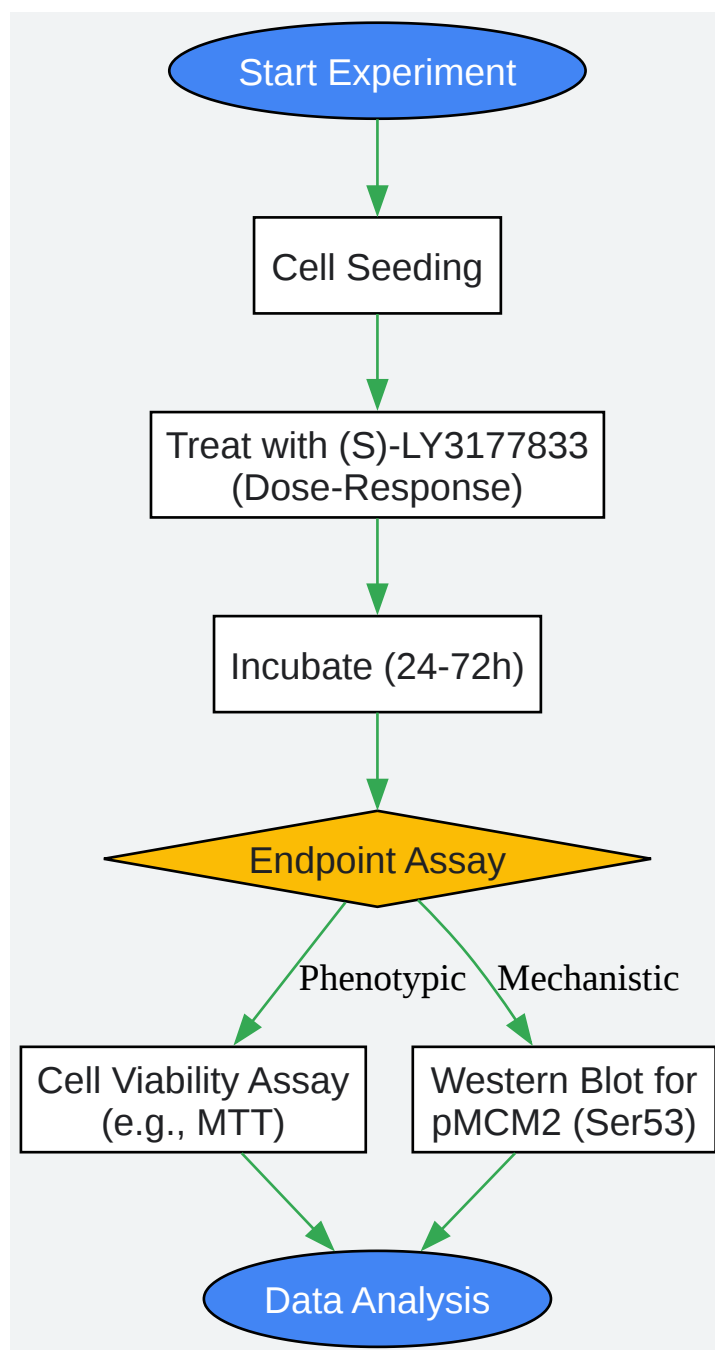 Start Experiment
Cell Seeding
Treat with (S)-LY3177833
(Dose-Response)
Incubate (24-72h)
Endpoint Assay
Phenotypic
Mechanistic
Cell Viability Assay
(e.g., MTT)
Western Blot for
pMCM2 (Ser53)
Data Analysis